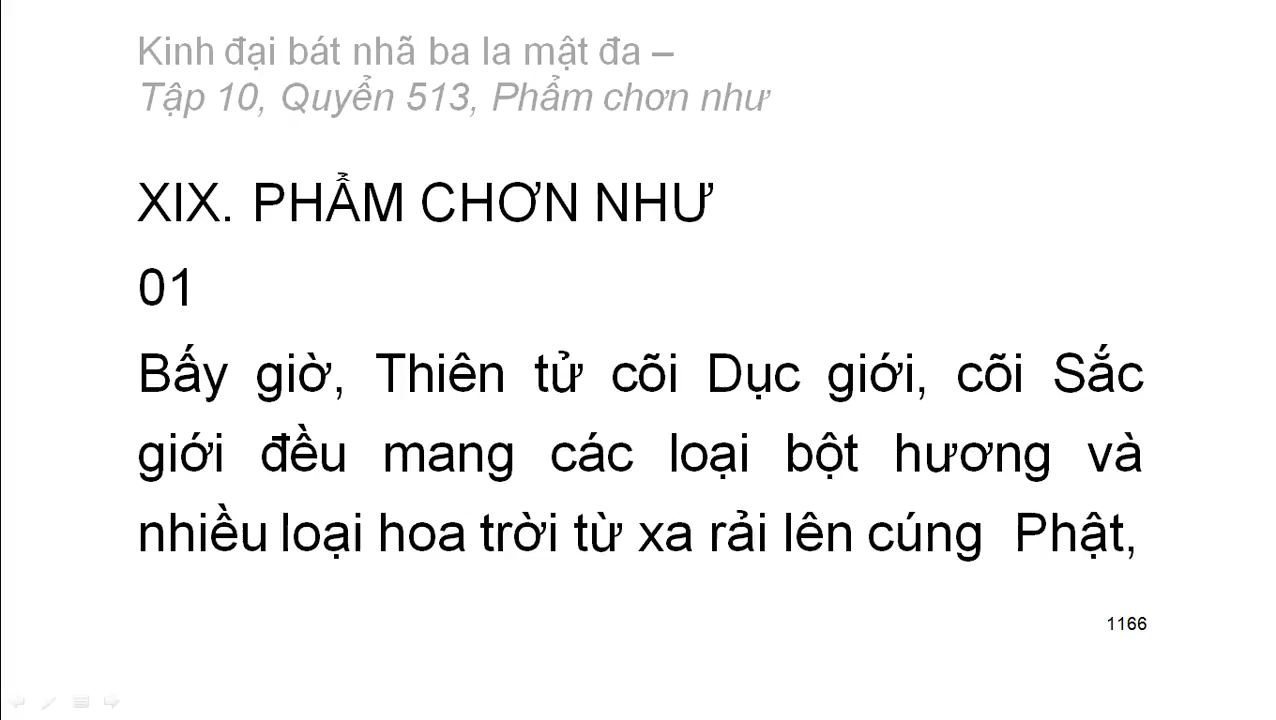 Kinh đại bát nhã ba la mật đa –
Tập 10, Quyển 513, Phẩm chơn như
XIX. PHẨM CHƠN NHƯ
01
Bấy giờ, Thiên tử cõi Dục giới, cõi Sắc
giới đều mang các loại bột hương và
nhiều loại hoa trời từ xa rải lên cúng Phật,
1166